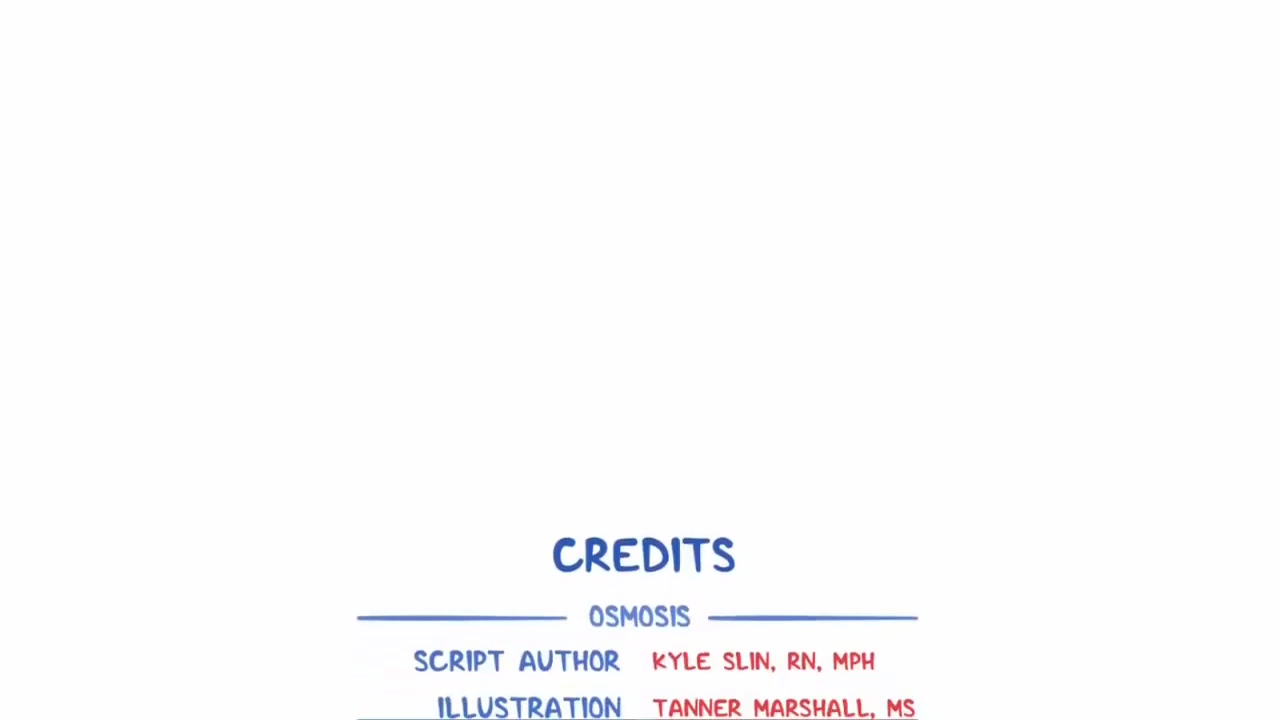 CREDITS
OSMOSIS
SCRIPT AUTHOR KYLE SLIN, RN, MPH
ILLUSTRATION TANNER MARSHALL, MS